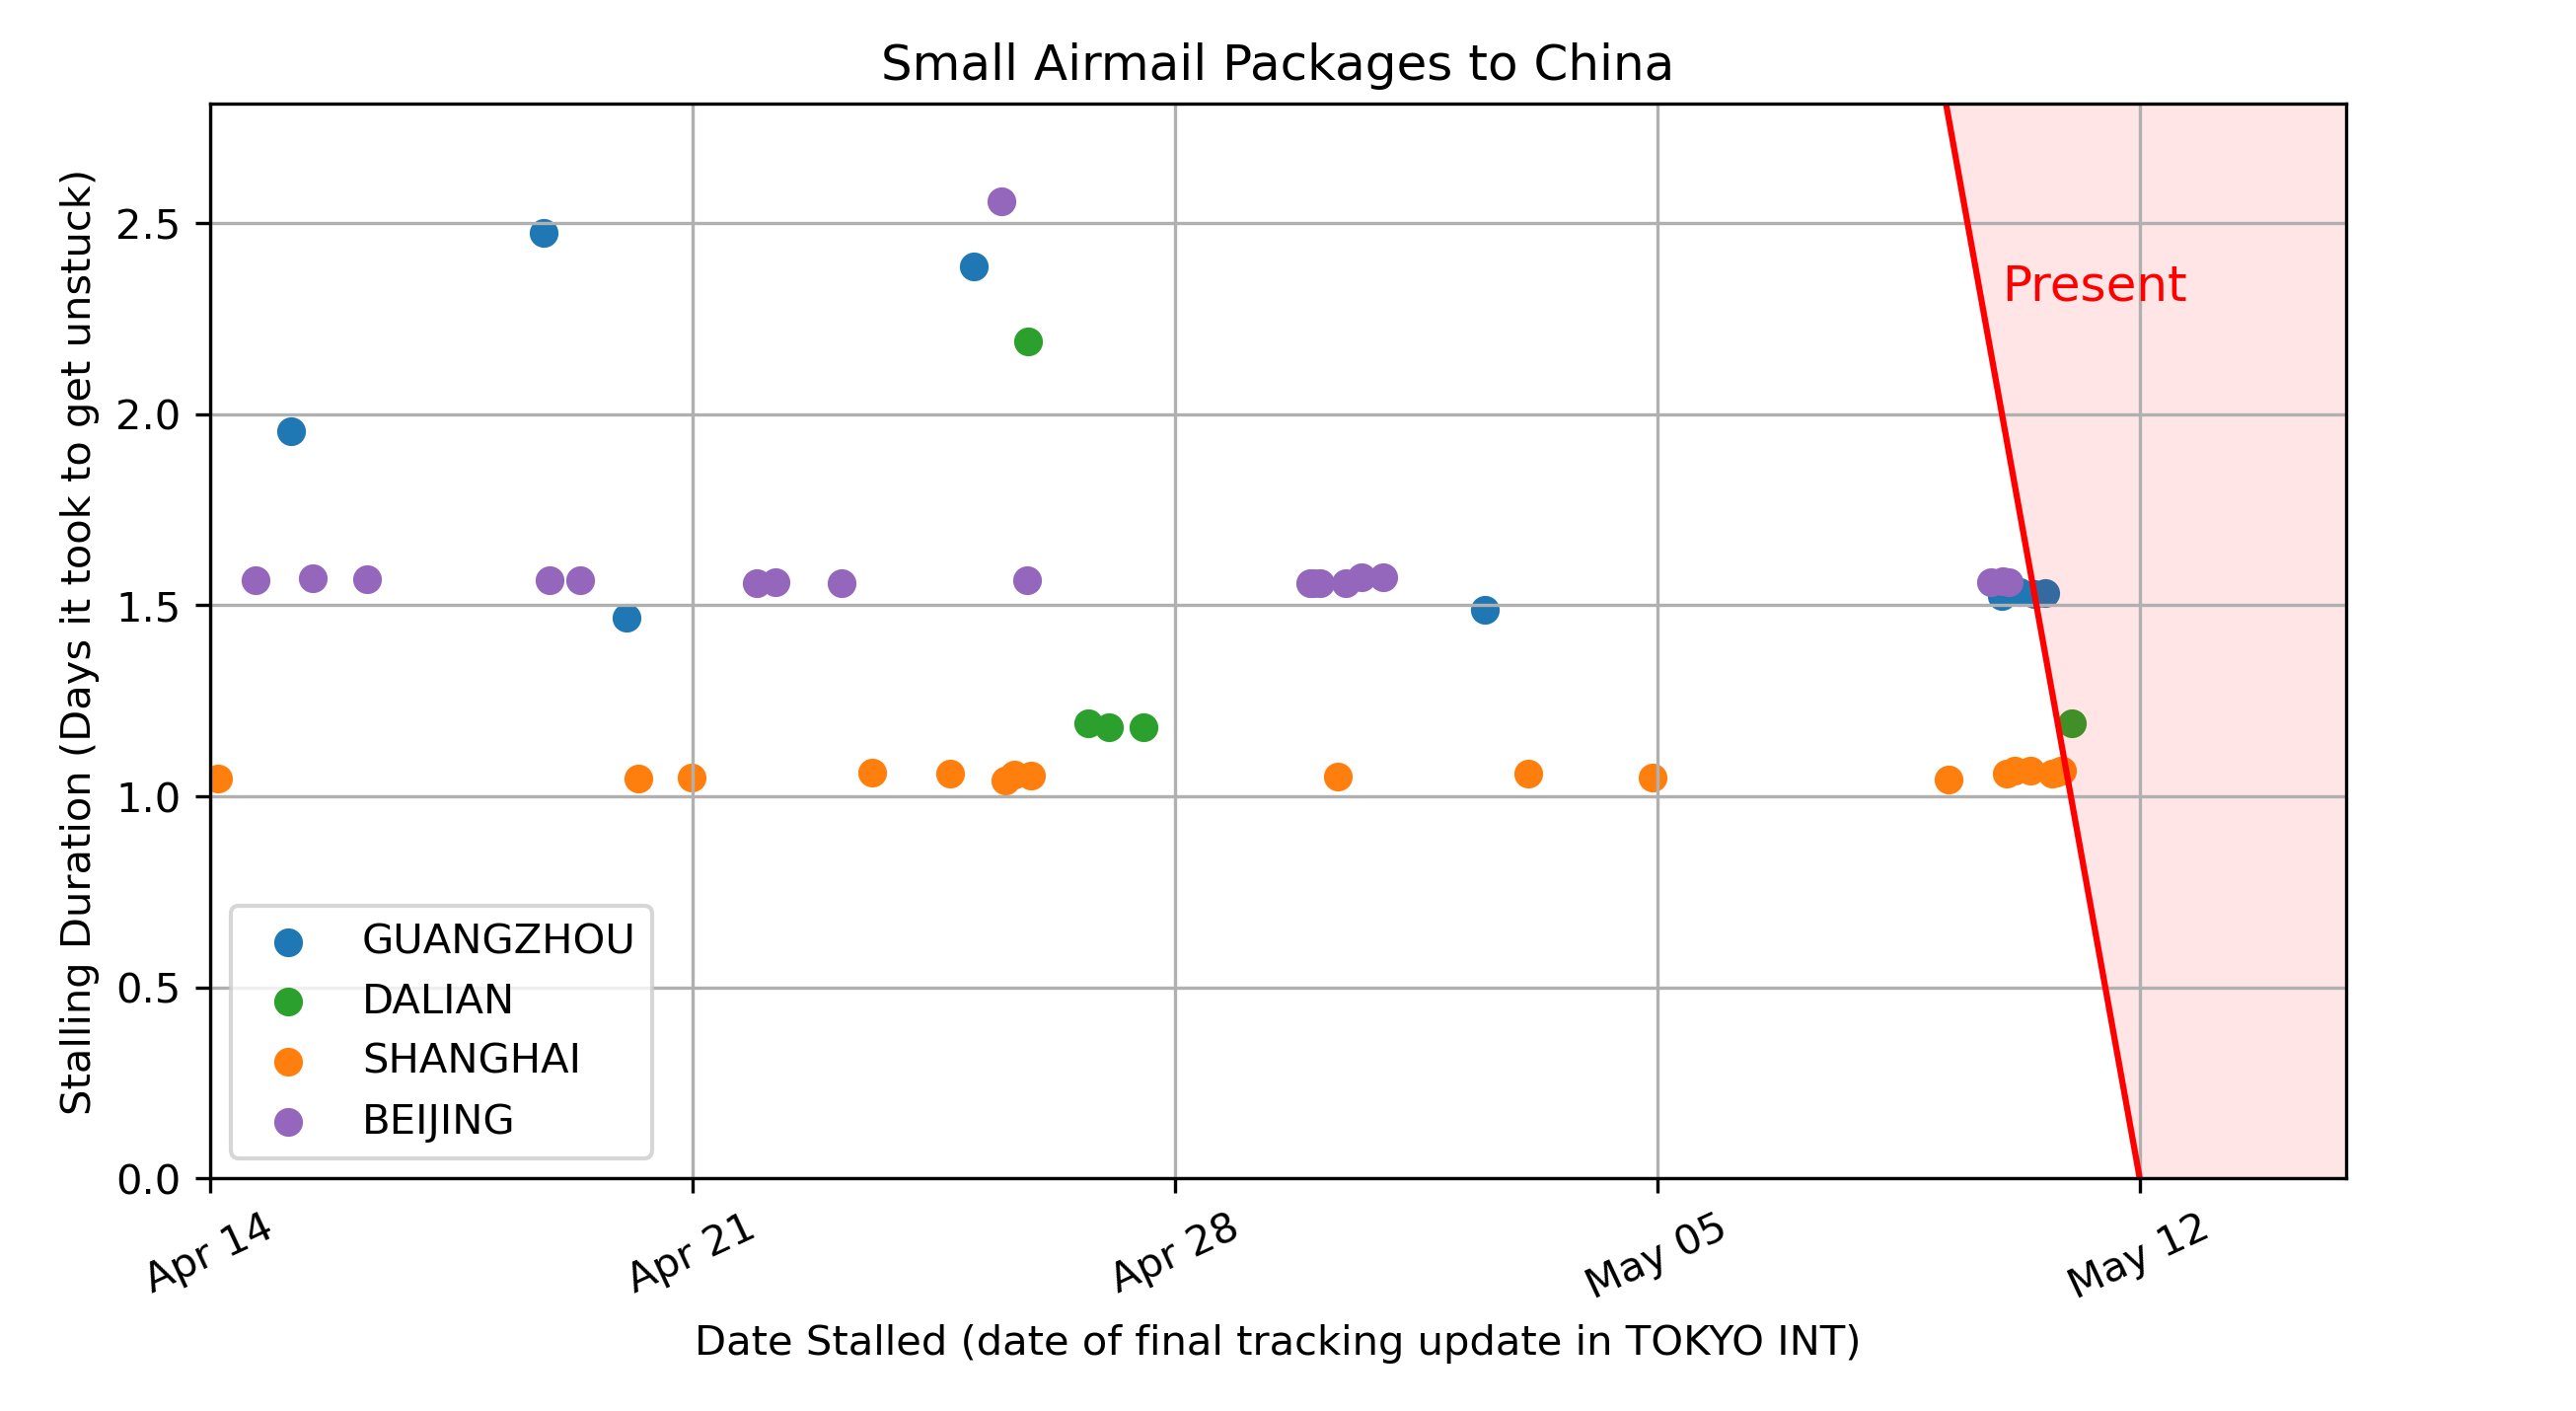 Small Airmail Packages to China
Stalling Duration (Days it took to get unstuck)
2.5
2.0
1.5
1.0
0.5
0.0
Present
GUANGZHOU
DALIAN
SHANGHAI
BEIJING
Apr 14
Apr 21
Apr 28
May 05
May 12
Date Stalled (date of final tracking update in TOKYO INT)